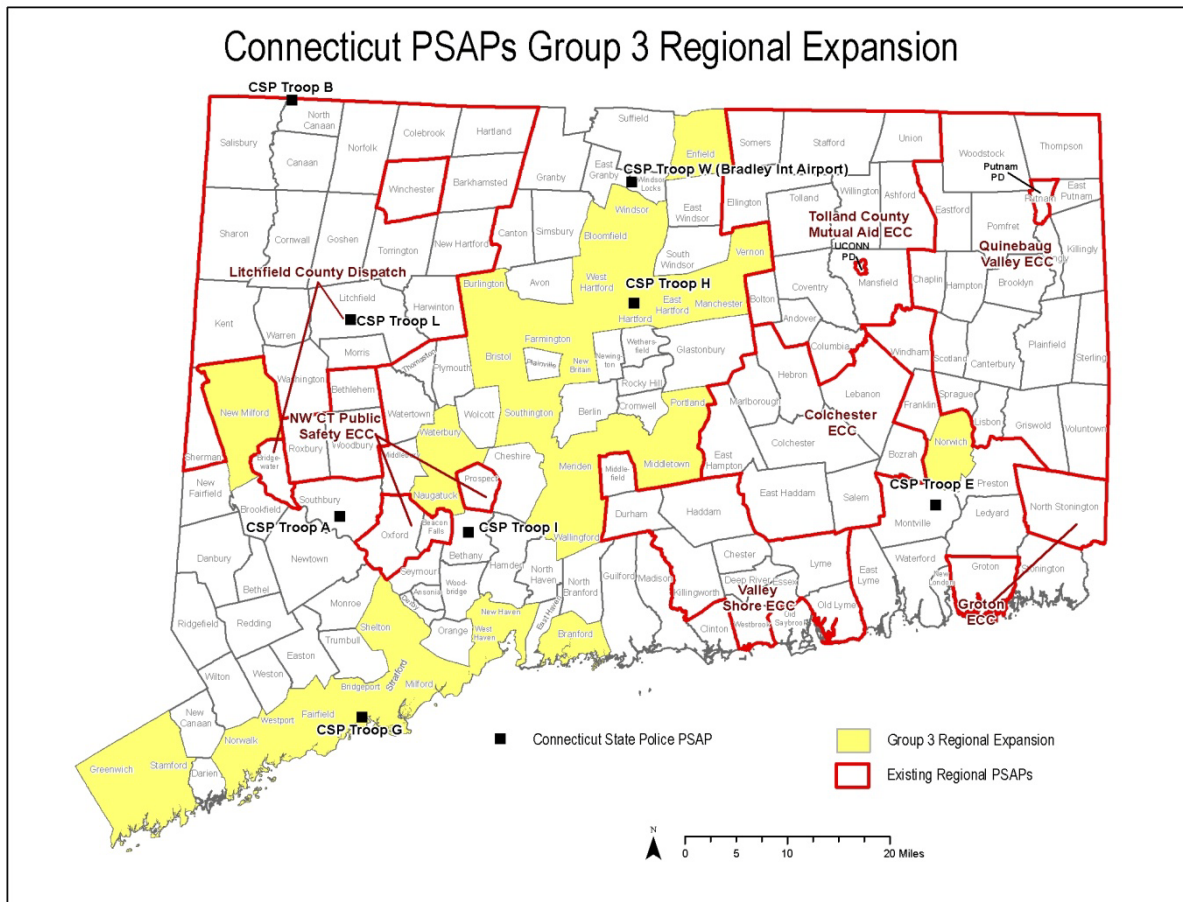 Connecticut PSAPs Group 3 Regional Expansion
CSP Troop B
North
Canaan
Salisbury
Canaan
Norfolk
Colebrook
Hartland
Winchester
Barkhamsted
Suffield
Enfield
Somers
Stafford
Union
Woodstock
Thompson
Putnam
PD
Putnam
East
Putnam
Granby
East
Granby
CSP Troop W (Bradley Int Airport)
Windsor
Locks
Windsor
East
Windsor
Ellington
Tolland
Willington
Ashford
Eastford
Pomfret
Killingly
Tolland County
Mutual Aid ECC
UCONN
PD
Quinebaug
Valley ECC
Sharon
Cornwall
Goshen
Torrington
New Hartford
Canton
Simsbury
Bloomfield
South
Windsor
Vernon
Mansfield
Chaplin
Hampton
Brooklyn
Litchfield County Dispatch
Litchfield
Harwinton
Burlington
Avon
West
Hartford
CSP Troop H
Hartford
East
Hartford
Manchester
Bolton
Coventry
Andover
CSP Troop L
Kent
Warren
Morris
Thomaston
Plymouth
Bristol
Farmington
Plainville
New
Britain
Newing-
ton
Wethers-
field
Glastonbury
Rocky Hill
Columbia
Hebron
Windham
Scotland
Canterbury
Plainfield
Sterling
Washington
Bethlehem
Watertown
Wolcott
Southington
Berlin
Cromwell
Portland
Marlborough
Lebanon
Franklin
Sprague
Lisbon
Griswold
Voluntown
New Milford
NW CT Public
Safety ECC
Bridge-
water
Roxbury
Woodbury
Middlebury
Waterbury
Cheshire
Meriden
Middle-
field
Middletown
East
Hampton
Colchester
Colchester
ECC
Bozrah
Norwich
Preston
Sherman
New
Fairfield
Brookfield
Southbury
CSP Troop A
Naugatuck
Prospect
Oxford
Beacon
Falls
CSP Troop I
Bethany
Wallingford
Durham
Haddam
East Haddam
Salem
CSP Troop E
Montville
Ledyard
North Stonington
Danbury
Newtown
Bethel
Seymour
Ansonia
Derby
Wood-
bridge
Hamden
North
Haven
North
Branford
Guilford
Madison
Killingworth
Chester
Deep River
Essex
Lyme
East
Lyme
Waterford
New
London
Groton
Stonington
Valley
Shore ECC
Westbrook
Old
Saybrook
Old Lyme
Clinton
Groton
ECC
Ridgefield
Redding
Monroe
Shelton
Trumbull
Orange
New Haven
West
Haven
East Haven
Branford
Easton
Weston
Wilton
Stratford
Milford
Bridgeport
Fairfield
Westport
CSP Troop G
New
Canaan
Norwalk
Greenwich
Stamford
Darien
Connecticut State Police PSAP
Group 3 Regional Expansion
Existing Regional PSAPs
N
0 5 10 20 Miles